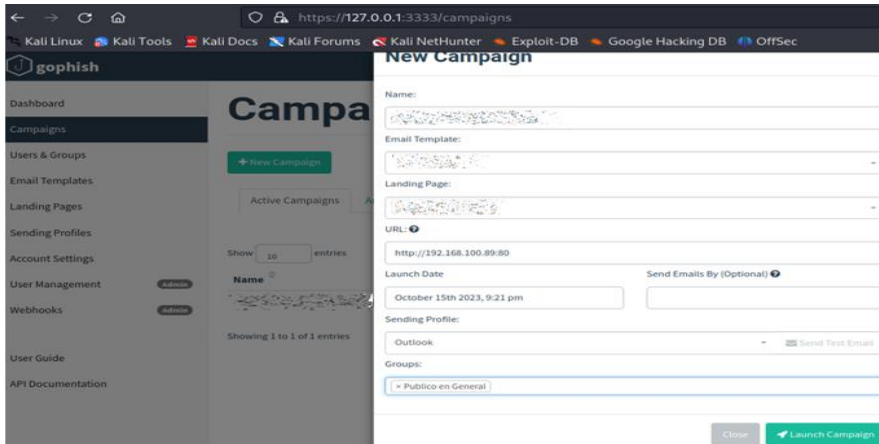 https://127.0.0.1:3333/campaigns
Kali Linux Kali Tools Kali Docs Kali Forums Kali NetHunter Exploit-DB Google Hacking DB OffSec
gophish
New Campaign
Dashboard
Campaigns
Users & Groups
Email Templates
Landing Pages
Sending Profiles
Account Settings
User Management Admin
Webhooks Admin
User Guide
API Documentation
Campa
+ New Campaign
Active Campaigns A
Show 10 entries
Name
Showing 1 to 1 of 1 entries
Name:
Email Template:
Landing Page:
URL:
http://192.168.100.89:80
Launch Date Send Emails By (Optional)
October 15th 2023, 9:21 pm
Sending Profile:
Outlook Send Test Email
Groups:
× Publico en General
Close Launch Campaign